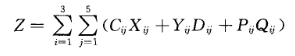 Z = \sum_{i=1}^{3} \sum_{j=1}^{5} (C_{ij} X_{ij} + Y_{ij} D_{ij} + P_{ij} Q_{ij})